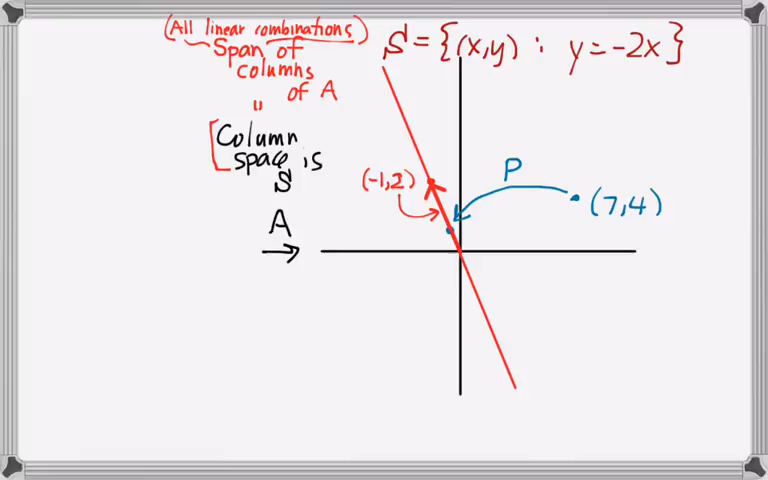 (All linear combinations)
Span of
columns
of A
"
Column
space is
S
A
S = {(x,y) : y = -2x}
(-1,2)
P
(7,4)